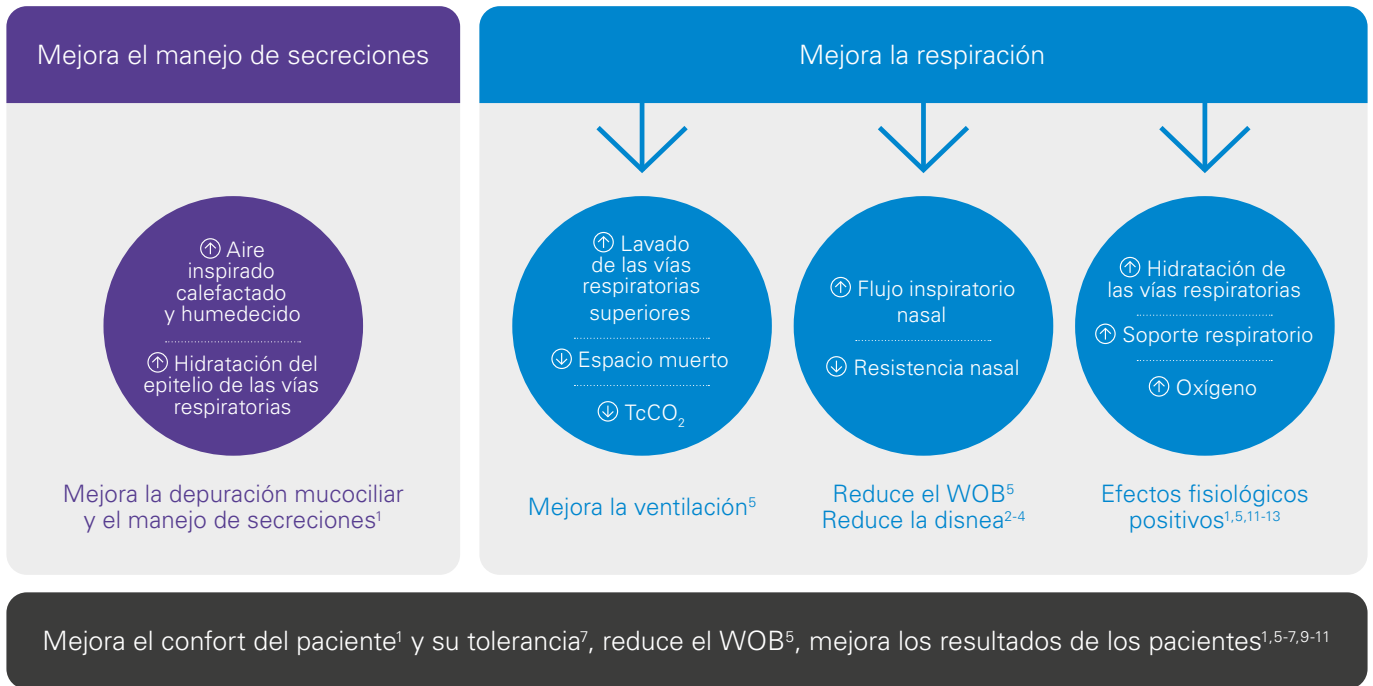 Mejora el manejo de secreciones
⬆ Aire
inspirado
calefactado
y humedecido
⬆ Hidratación del
epitelio de las vías
respiratorias
Mejora la depuración mucociliar
y el manejo de secreciones¹
Mejora la respiración
⬆ Lavado
de las vías
respiratorias
superiores
⬇ Espacio muerto
⬇ TcCO₂
Mejora la ventilación⁵
⬆ Flujo inspiratorio
nasal
⬇ Resistencia nasal
Reduce el WOB⁵
Reduce la disnea²⁻⁴
⬆ Hidratación de
las vías respiratorias
⬆ Soporte respiratorio
⬆ Oxígeno
Efectos fisiológicos
positivos¹,⁵,¹¹⁻¹³
Mejora el confort del paciente¹ y su tolerancia⁷, reduce el WOB⁵, mejora los resultados de los pacientes¹,⁵⁻⁷,⁹⁻¹¹